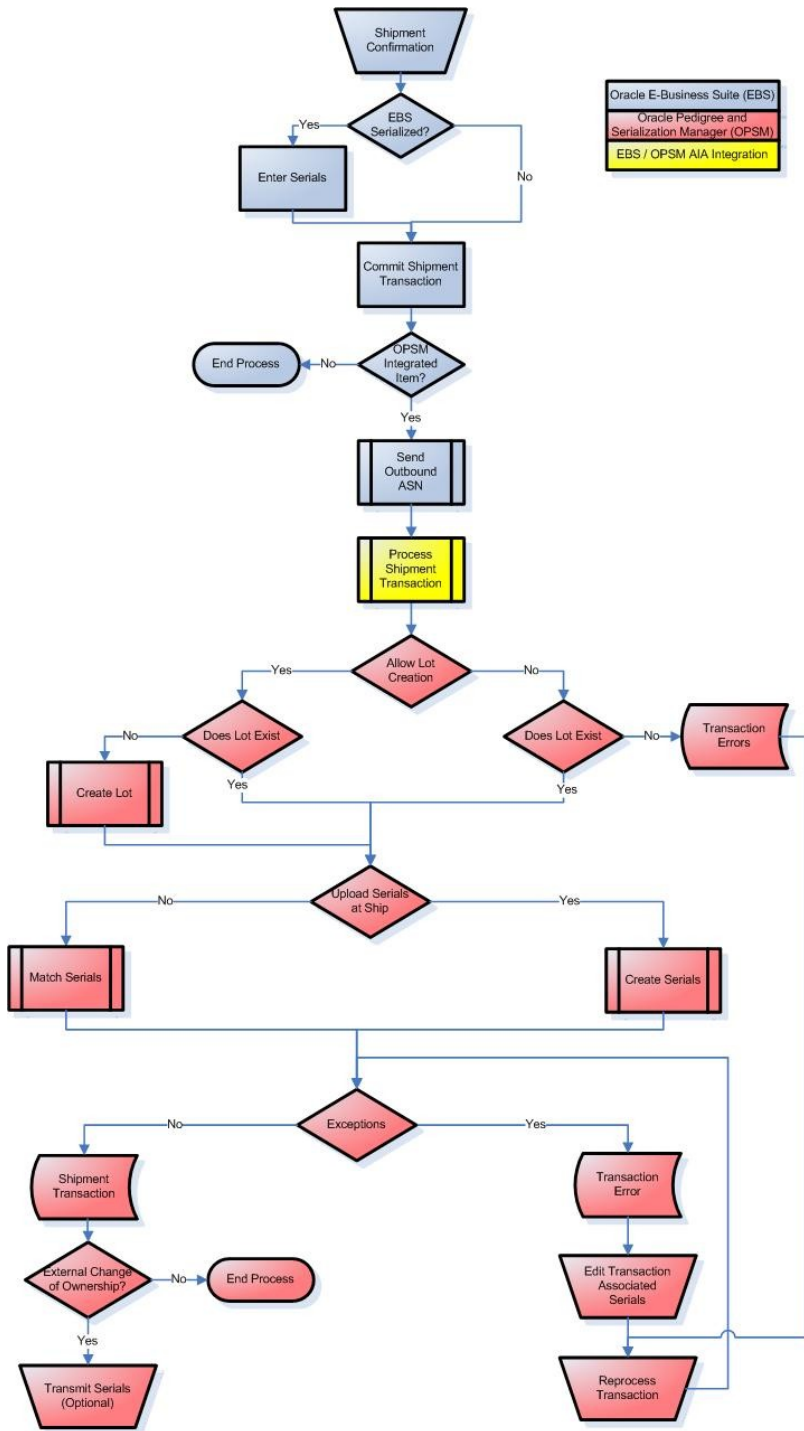 Shipment
Confirmation
Oracle E-Business Suite (EBS)
Oracle Pedigree and
Serialization Manager (OPSM)
EBS / OPSM AIA Integration
EBS
Serialized?
Yes
No
Enter Serials
Commit Shipment
Transaction
OPSM
Integrated
Item?
No
End Process
Yes
Send
Outbound
ASN
Process
Shipment
Transaction
Allow Lot
Creation
Yes
No
Does Lot Exist
Does Lot Exist
No
No
Transaction
Errors
Yes
Yes
Create Lot
Upload Serials
at Ship
No
Yes
Match Serials
Create Serials
Exceptions
No
Yes
Shipment
Transaction
Transaction
Error
External Change
of Ownership?
No
End Process
Edit Transaction
Associated
Serials
Yes
Transmit Serials
(Optional)
Reprocess
Transaction